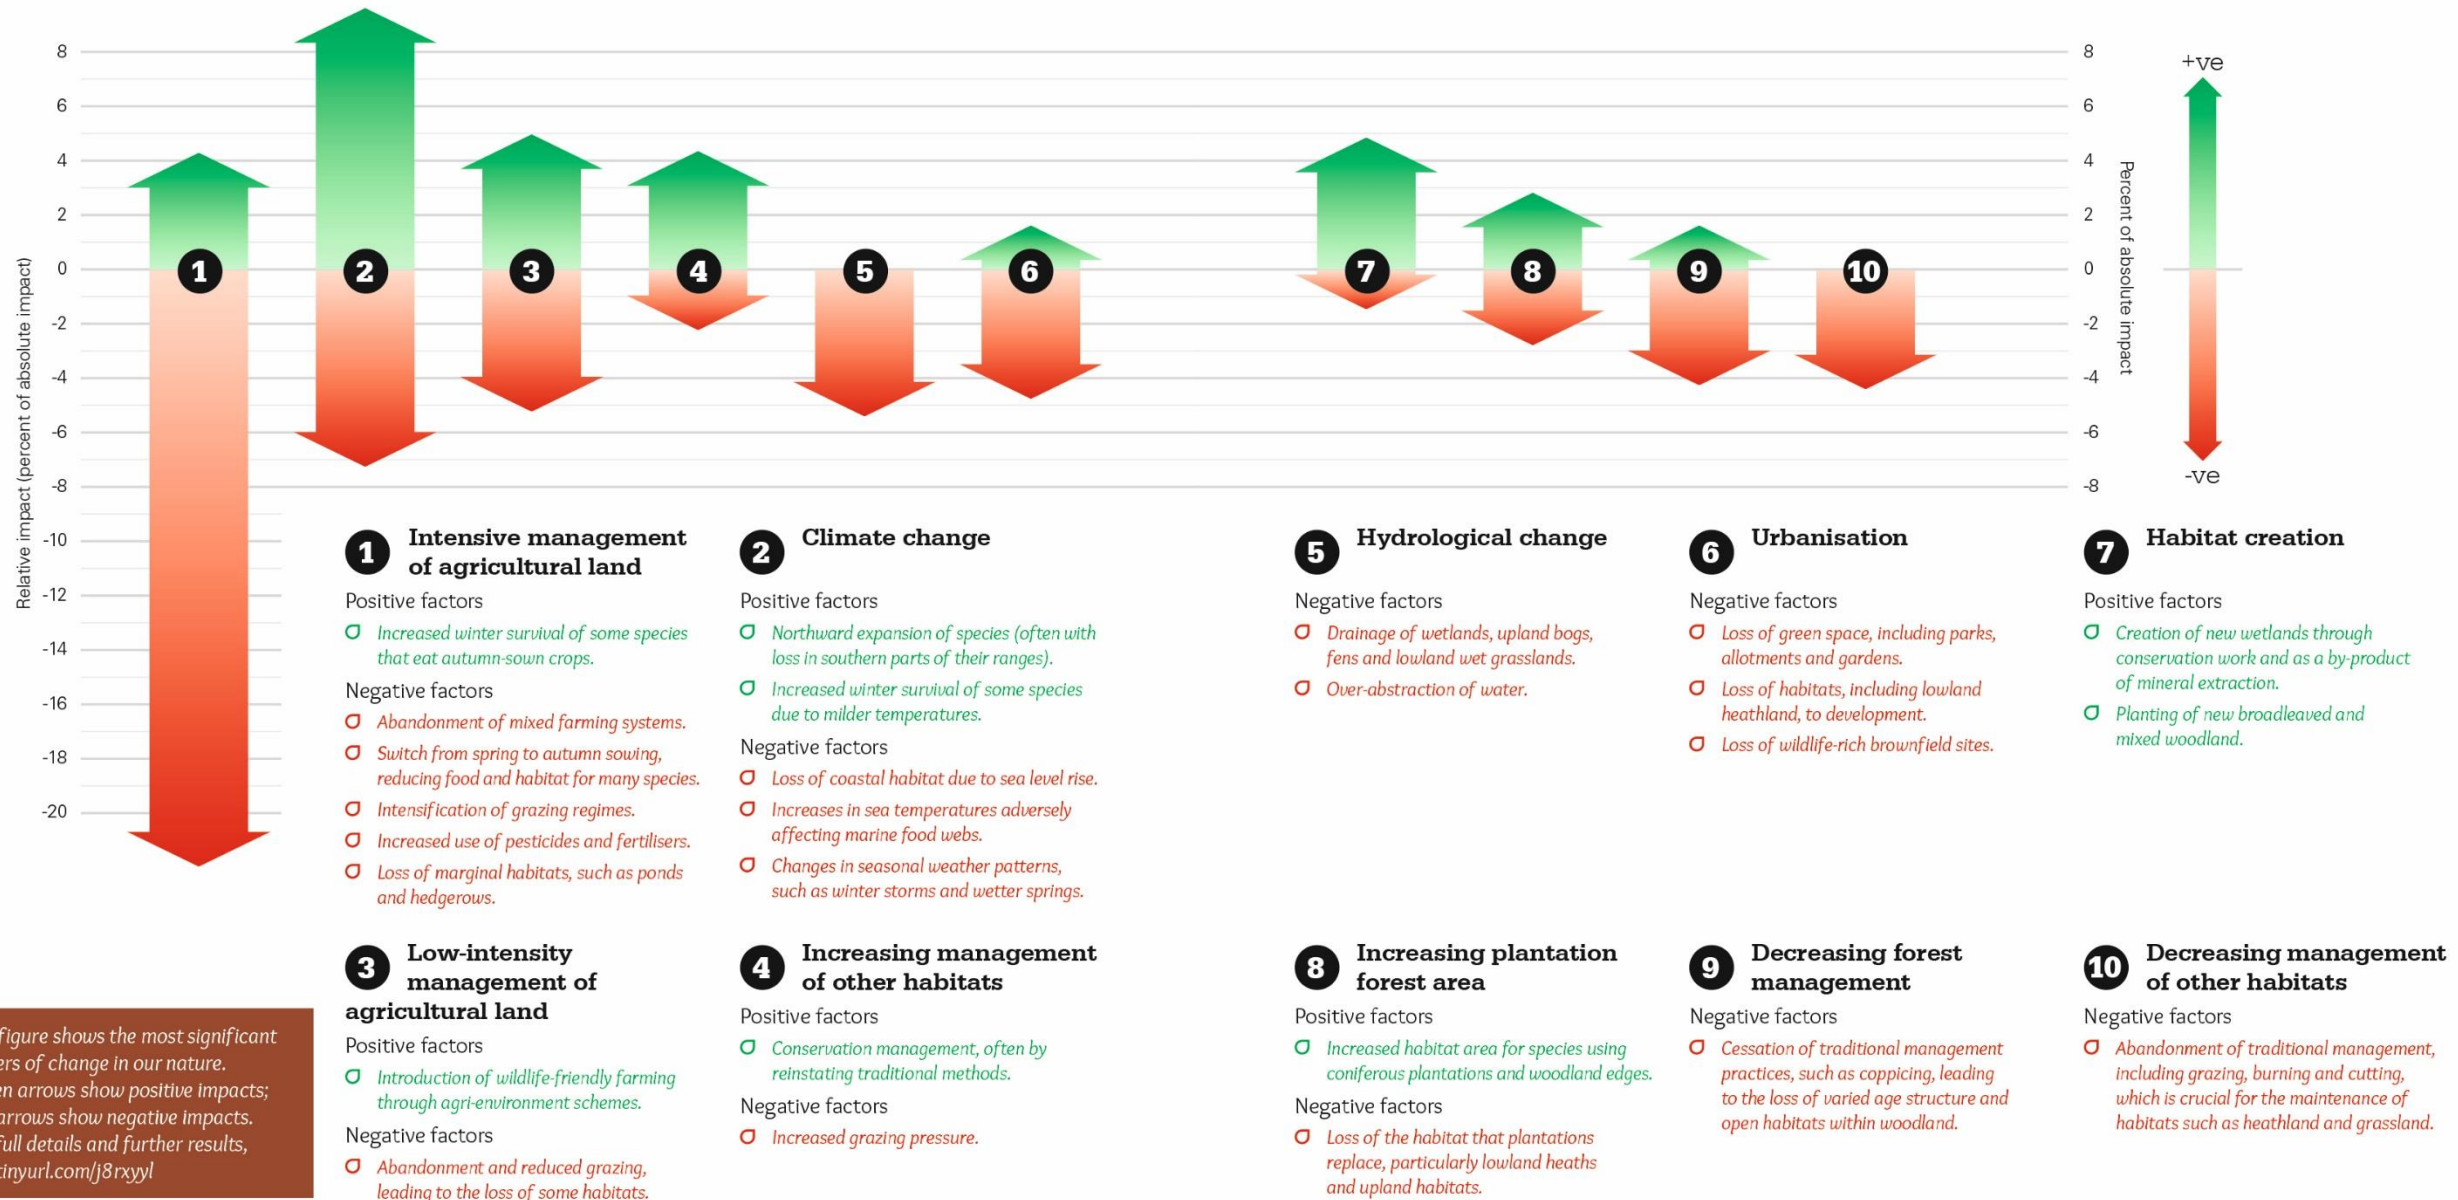 8
6
4
2
0
-2
-4
-6
-8
-10
-12
-14
-16
-18
-20
Relative impact (percent of absolute impact)
1
2
3
4
5
6
7
8
9
10
8
6
4
2
0
-2
-4
-6
-8
Percent of absolute impact
+ve
-ve
1 Intensive management
of agricultural land
Positive factors
Increased winter survival of some species
that eat autumn-sown crops.
Negative factors
Abandonment of mixed farming systems.
Switch from spring to autumn sowing,
reducing food and habitat for many species.
Intensification of grazing regimes.
Increased use of pesticides and fertilisers.
Loss of marginal habitats, such as ponds
and hedgerows.
2 Climate change
Positive factors
Northward expansion of species (often with
loss in southern parts of their ranges).
Increased winter survival of some species
due to milder temperatures.
Negative factors
Loss of coastal habitat due to sea level rise.
Increases in sea temperatures adversely
affecting marine food webs.
Changes in seasonal weather patterns,
such as winter storms and wetter springs.
5 Hydrological change
Negative factors
Drainage of wetlands, upland bogs,
fens and lowland wet grasslands.
Over-abstraction of water.
6 Urbanisation
Negative factors
Loss of green space, including parks,
allotments and gardens.
Loss of habitats, including lowland
heathland, to development.
Loss of wildlife-rich brownfield sites.
7 Habitat creation
Positive factors
Creation of new wetlands through
conservation work and as a by-product
of mineral extraction.
Planting of new broadleaved and
mixed woodland.
3 Low-intensity
management of
agricultural land
Positive factors
Introduction of wildlife-friendly farming
through agri-environment schemes.
Negative factors
Abandonment and reduced grazing,
leading to the loss of some habitats.
4 Increasing management
of other habitats
Positive factors
Conservation management, often by
reinstating traditional methods.
Negative factors
Increased grazing pressure.
8 Increasing plantation
forest area
Positive factors
Increased habitat area for species using
coniferous plantations and woodland edges.
Negative factors
Loss of the habitat that plantations
replace, particularly lowland heaths
and upland habitats.
9 Decreasing forest
management
Negative factors
Cessation of traditional management
practices, such as coppicing, leading
to the loss of varied age structure and
open habitats within woodland.
10 Decreasing management
of other habitats
Negative factors
Abandonment of traditional management,
including grazing, burning and cutting,
which is crucial for the maintenance of
habitats such as heathland and grassland.
figure shows the most significant
ers of change in our nature.
en arrows show positive impacts;
arrows show negative impacts.
full details and further results,
tinyurl.com/j8rxyyl